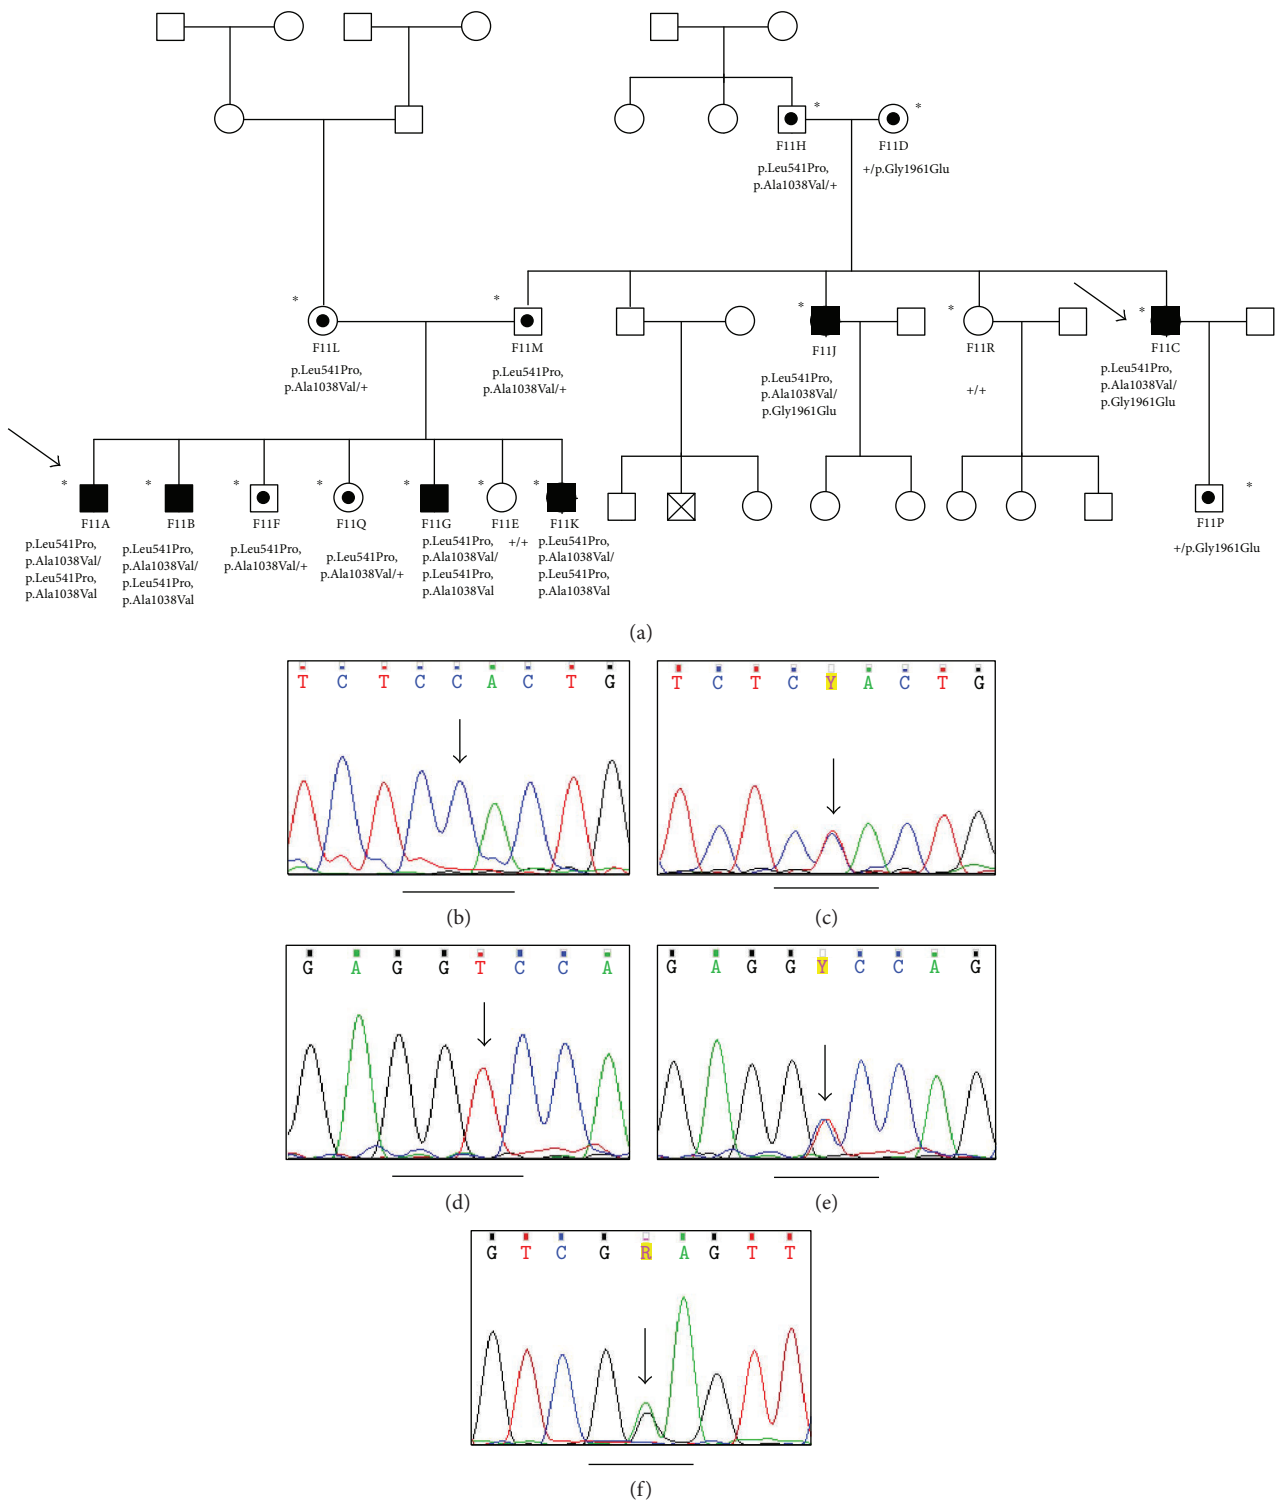 * *
F11H F11D
p.Leu541Pro, +/p.Gly1961Glu
p.Ala1038Val/+
* * * * *
F11L F11M F11J F11R F11C
p.Leu541Pro,
p.Ala1038Val/+
p.Leu541Pro,
p.Ala1038Val/+
p.Leu541Pro,
p.Ala1038Val/
p.Gly1961Glu
+/+
p.Leu541Pro,
p.Ala1038Val/
p.Gly1961Glu
* * * * * * * *
F11A F11B F11F F11Q F11G F11E F11K F11P
p.Leu541Pro,
p.Ala1038Val/
p.Leu541Pro,
p.Ala1038Val
p.Leu541Pro,
p.Ala1038Val/
p.Leu541Pro,
p.Ala1038Val
p.Leu541Pro,
p.Ala1038Val/+
p.Leu541Pro,
p.Ala1038Val/+
p.Leu541Pro,
p.Ala1038Val/
p.Leu541Pro,
p.Ala1038Val
+/+
p.Leu541Pro,
p.Ala1038Val/
p.Leu541Pro,
p.Ala1038Val
+/p.Gly1961Glu
(a)
T C T C C A C T G
(b)
T C T C Y A C T G
(c)
G A G G T C C A
(d)
G A G G Y C C A G
(e)
G T C G R A G T T
(f)